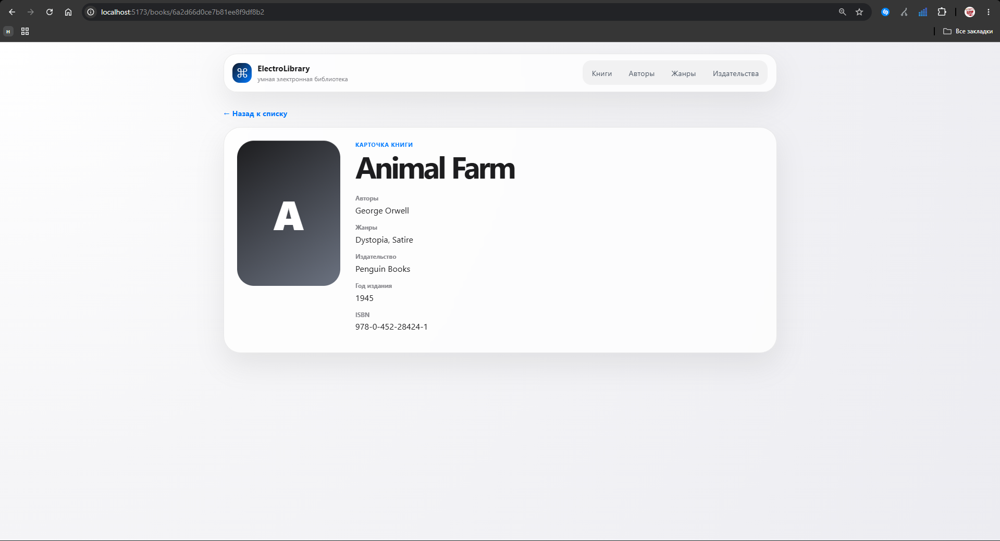 localhost:5173/books/6a2d66d0ce7b81ee8f9df8b2
н
Все закладки
⌘
ElectroLibrary
умная электронная библиотека
Книги Авторы Жанры Издательства
← Назад к списку
A
КАРТОЧКА КНИГИ
Animal Farm
Авторы
George Orwell
Жанры
Dystopia, Satire
Издательство
Penguin Books
Год издания
1945
ISBN
978-0-452-28424-1